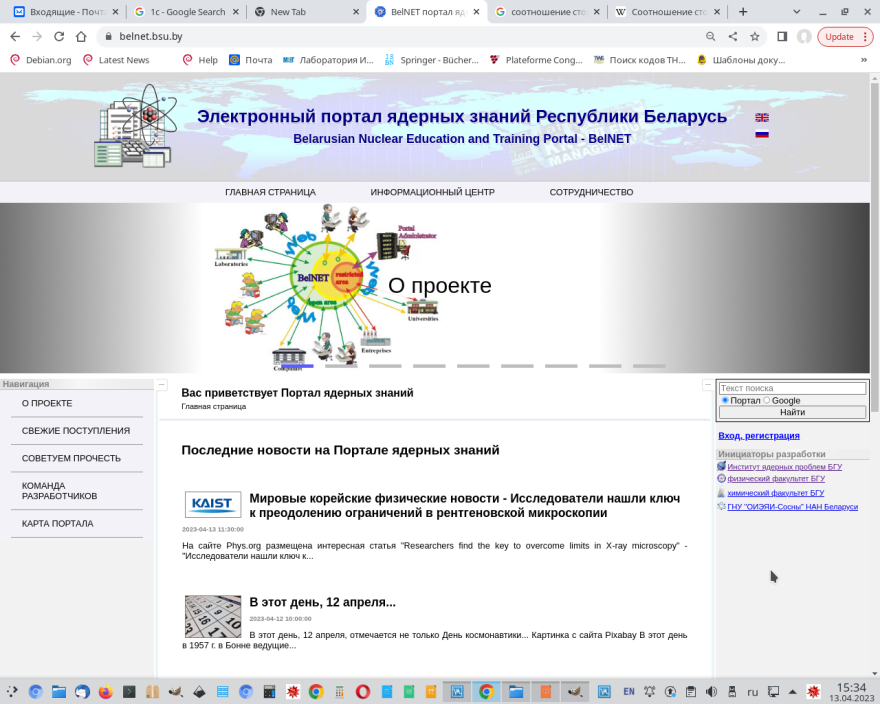 Входящие - Почт
1c - Google Search
New Tab
BelNET портал яд
соотношение сто
Соотношение сто
belnet.bsu.by
Update
Debian.org
Latest News
Help
Почта
Лаборатория И...
Springer - Bücher...
Plateforme Cong...
Поиск кодов ТН...
Шаблоны доку...
»
Электронный портал ядерных знаний Республики Беларусь
Belarusian Nuclear Education and Training Portal - BelNET
ГЛАВНАЯ СТРАНИЦА
ИНФОРМАЦИОННЫЙ ЦЕНТР
СОТРУДНИЧЕСТВО
Portal
Administrator
Web
Laboratories
BelNET
restricted
area
Web
open area
Web
Universities
Entreprises
О проекте
Навигация
О ПРОЕКТЕ
СВЕЖИЕ ПОСТУПЛЕНИЯ
СОВЕТУЕМ ПРОЧЕСТЬ
КОМАНДА
РАЗРАБОТЧИКОВ
КАРТА ПОРТАЛА
Вас приветствует Портал ядерных знаний
Главная страница
Последние новости на Портале ядерных знаний
KAIST
Мировые корейские физические новости - Исследователи нашли ключ
к преодолению ограничений в рентгеновской микроскопии
2023-04-13 11:30:00
На сайте Phys.org размещена интересная статья "Researchers find the key to overcome limits in X-ray microscopy" -
"Исследователи нашли ключ к...
В этот день, 12 апреля...
2023-04-12 10:00:00
В этот день, 12 апреля, отмечается не только День космонавтики... Картинка с сайта Pixabay В этот день
в 1957 г. в Бонне ведущие...
Текст поиска
Портал Google
Найти
Вход, регистрация
Инициаторы разработки
Институт ядерных проблем БГУ
физический факультет БГУ
химический факультет БГУ
ГНУ "ОИЭЯИ-Сосны" НАН Беларуси
EN
ru
15:34
13.04.2023